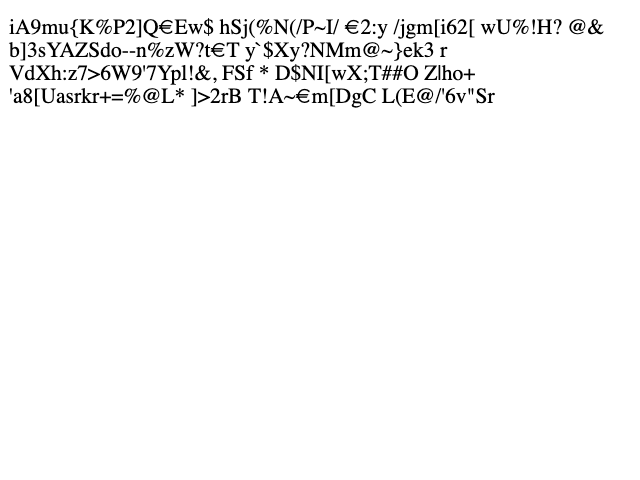 iA9mu{K%P2]Q€Ew$ hSj(%N(/P~I/ €2:y /jgm[i62[ wU%!H? @&
b]3sYAZSdo--n%zW?t€T y`$Xy?NMm@~}ek3 r
VdXh:z7>6W9'7Ypl!&, FSf * D$NI[wX;T##O Z|ho+
'a8[Uasrkr+=%@L* ]>2rB T!A~€m[DgC L(E@/'6v"Sr